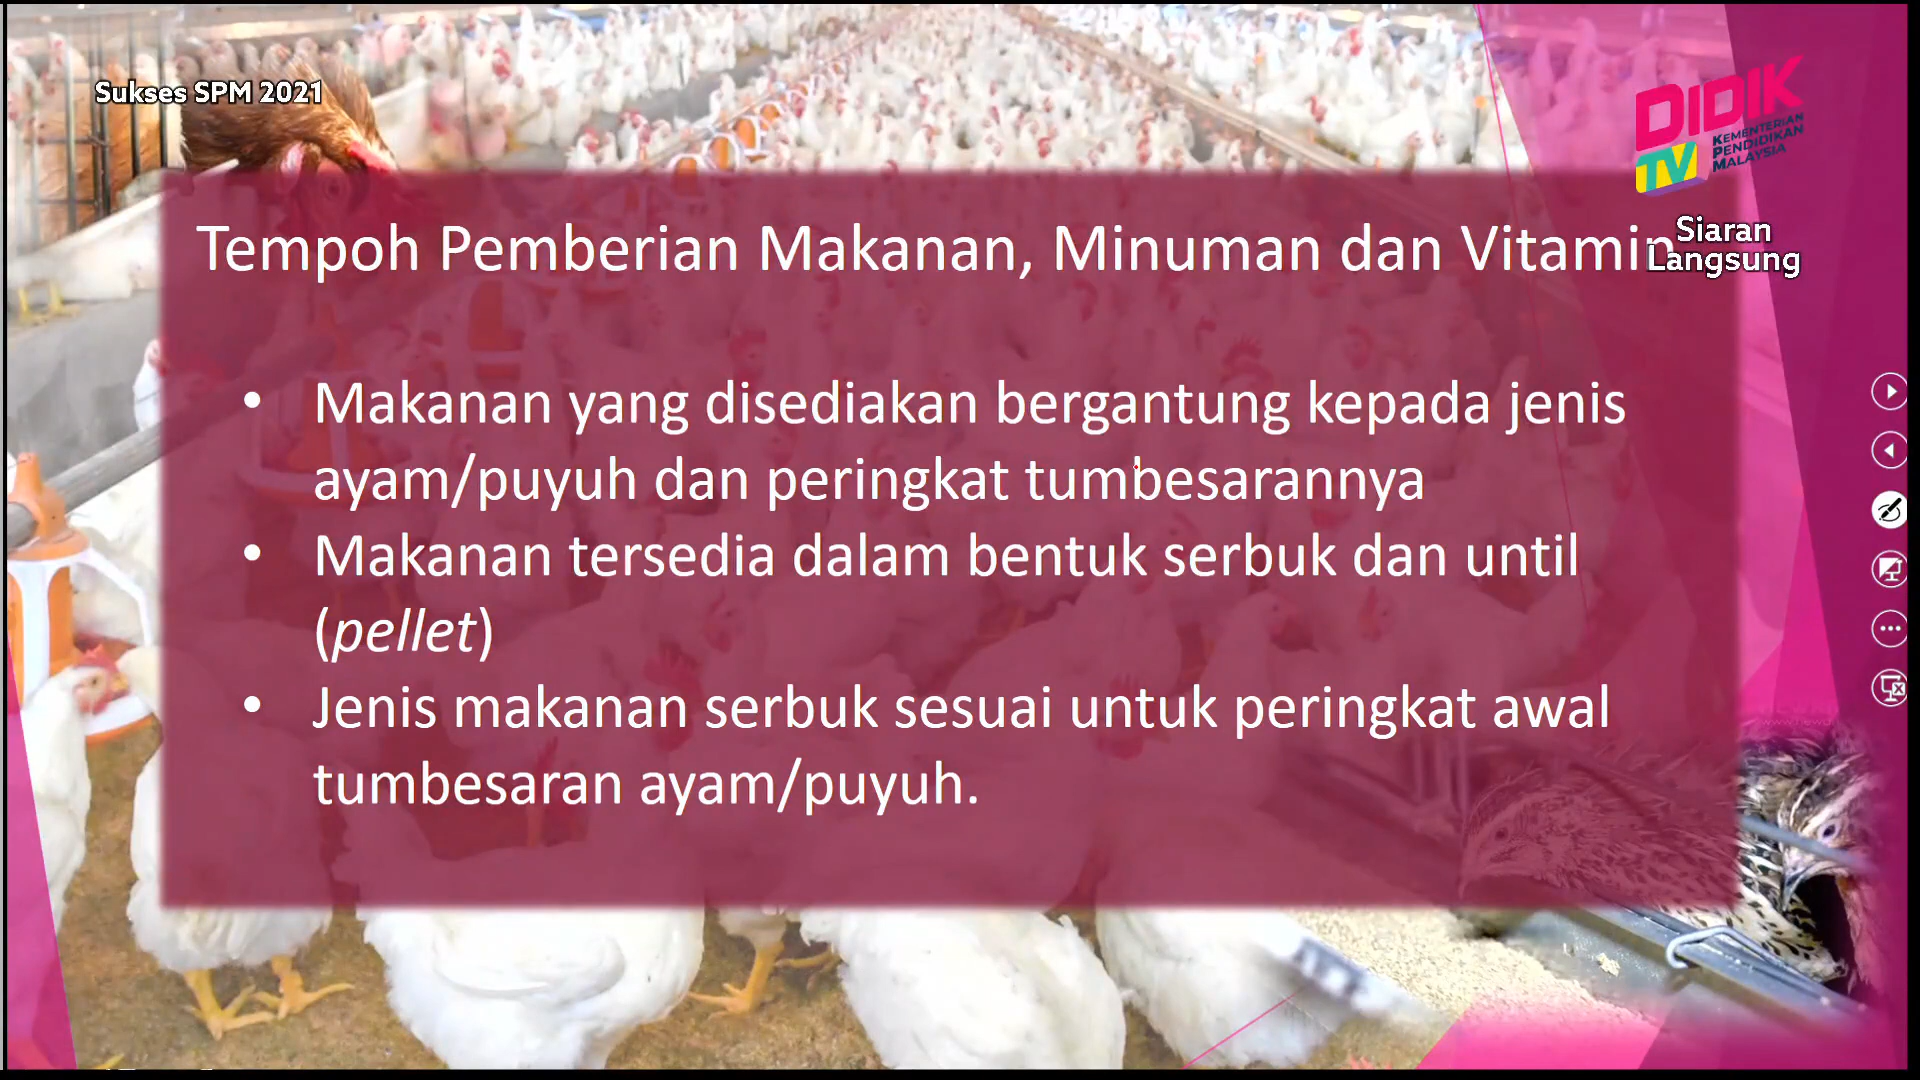 Sukses SPM 2021
DIDIK
TV
KEMENTERIAN
PENDIDIKAN
MALAYSIA
Siaran
Langsung
Tempoh Pemberian Makanan, Minuman dan Vitamin
• Makanan yang disediakan bergantung kepada jenis
ayam/puyuh dan peringkat tumbesarannya
• Makanan tersedia dalam bentuk serbuk dan until
(pellet)
• Jenis makanan serbuk sesuai untuk peringkat awal
tumbesaran ayam/puyuh.